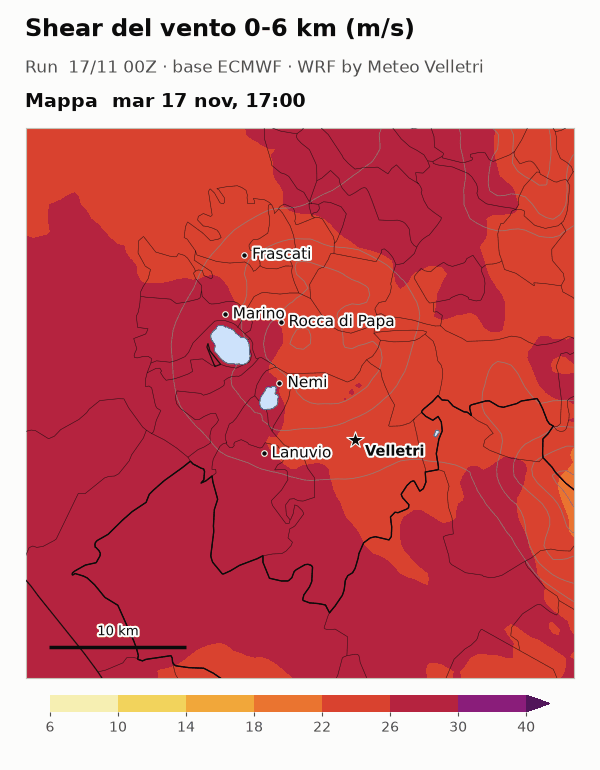 Shear del vento 0-6 km (m/s)
Run  17/11 00Z · base ECMWF · WRF by Meteo Velletri
Mappa  mar 17 nov, 17:00
Frascati
Marino
Rocca di Papa
Nemi
Velletri
Lanuvio
10 km
6 10 14 18 22 26 30 40